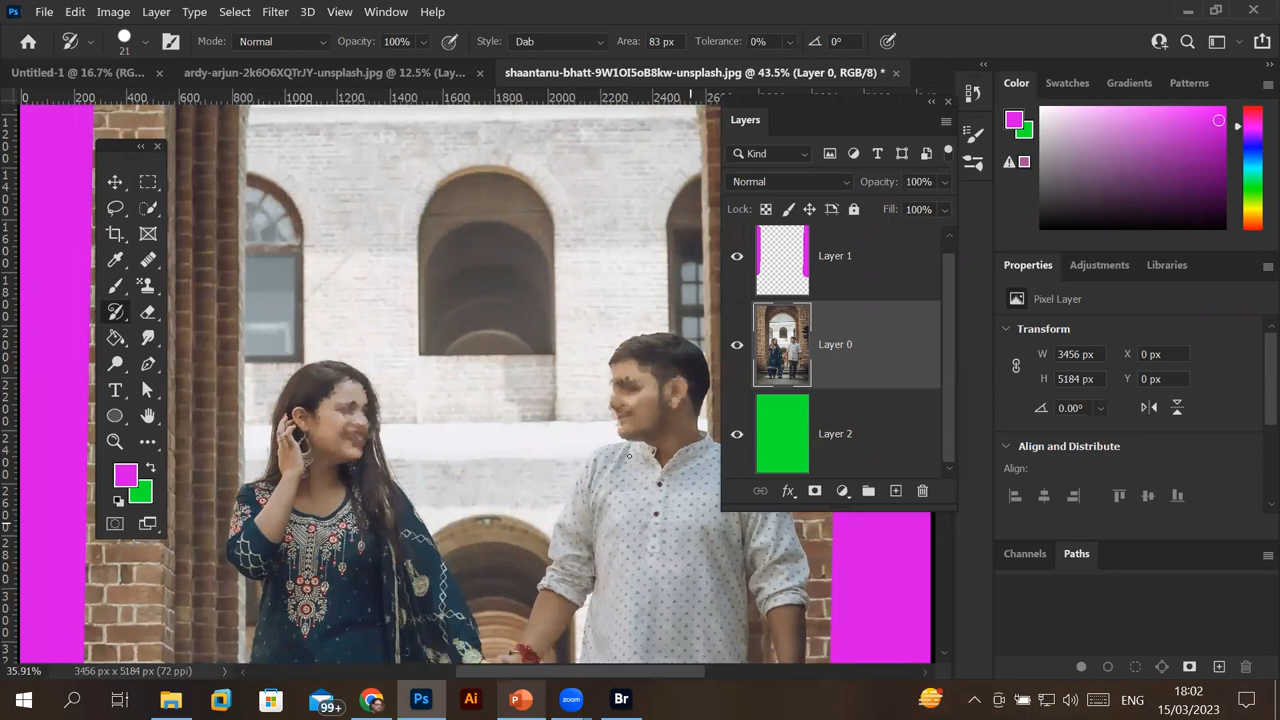 Ps File Edit Image Layer Type Select Filter 3D View Window Help
21 Mode: Normal Opacity: 100% Style: Dab Area: 83 px Tolerance: 0% 0°
Untitled-1 @ 16.7% (RG... × ardy-arjun-2k6O6XQTrJY-unsplash.jpg @ 12.5% (Lay... × shaantanu-bhatt-9W1OI5oB8kw-unsplash.jpg @ 43.5% (Layer 0, RGB/8) * ×
0 200 400 600 800 1000 1200 1400 1600 1800 2000 2200 2400
Color Swatches Gradients Patterns
Layers
Kind
Normal Opacity: 100%
Lock: Fill: 100%
Layer 1
Layer 0
Layer 2
fx
Properties Adjustments Libraries
Pixel Layer
Transform
W 3456 px X 0 px
H 5184 px Y 0 px
0.00°
Align and Distribute
Align:
Channels Paths
35.91% 3456 px x 5184 px (72 ppi)
99+ Ps Ai P zoom Br
ENG
18:02
15/03/2023